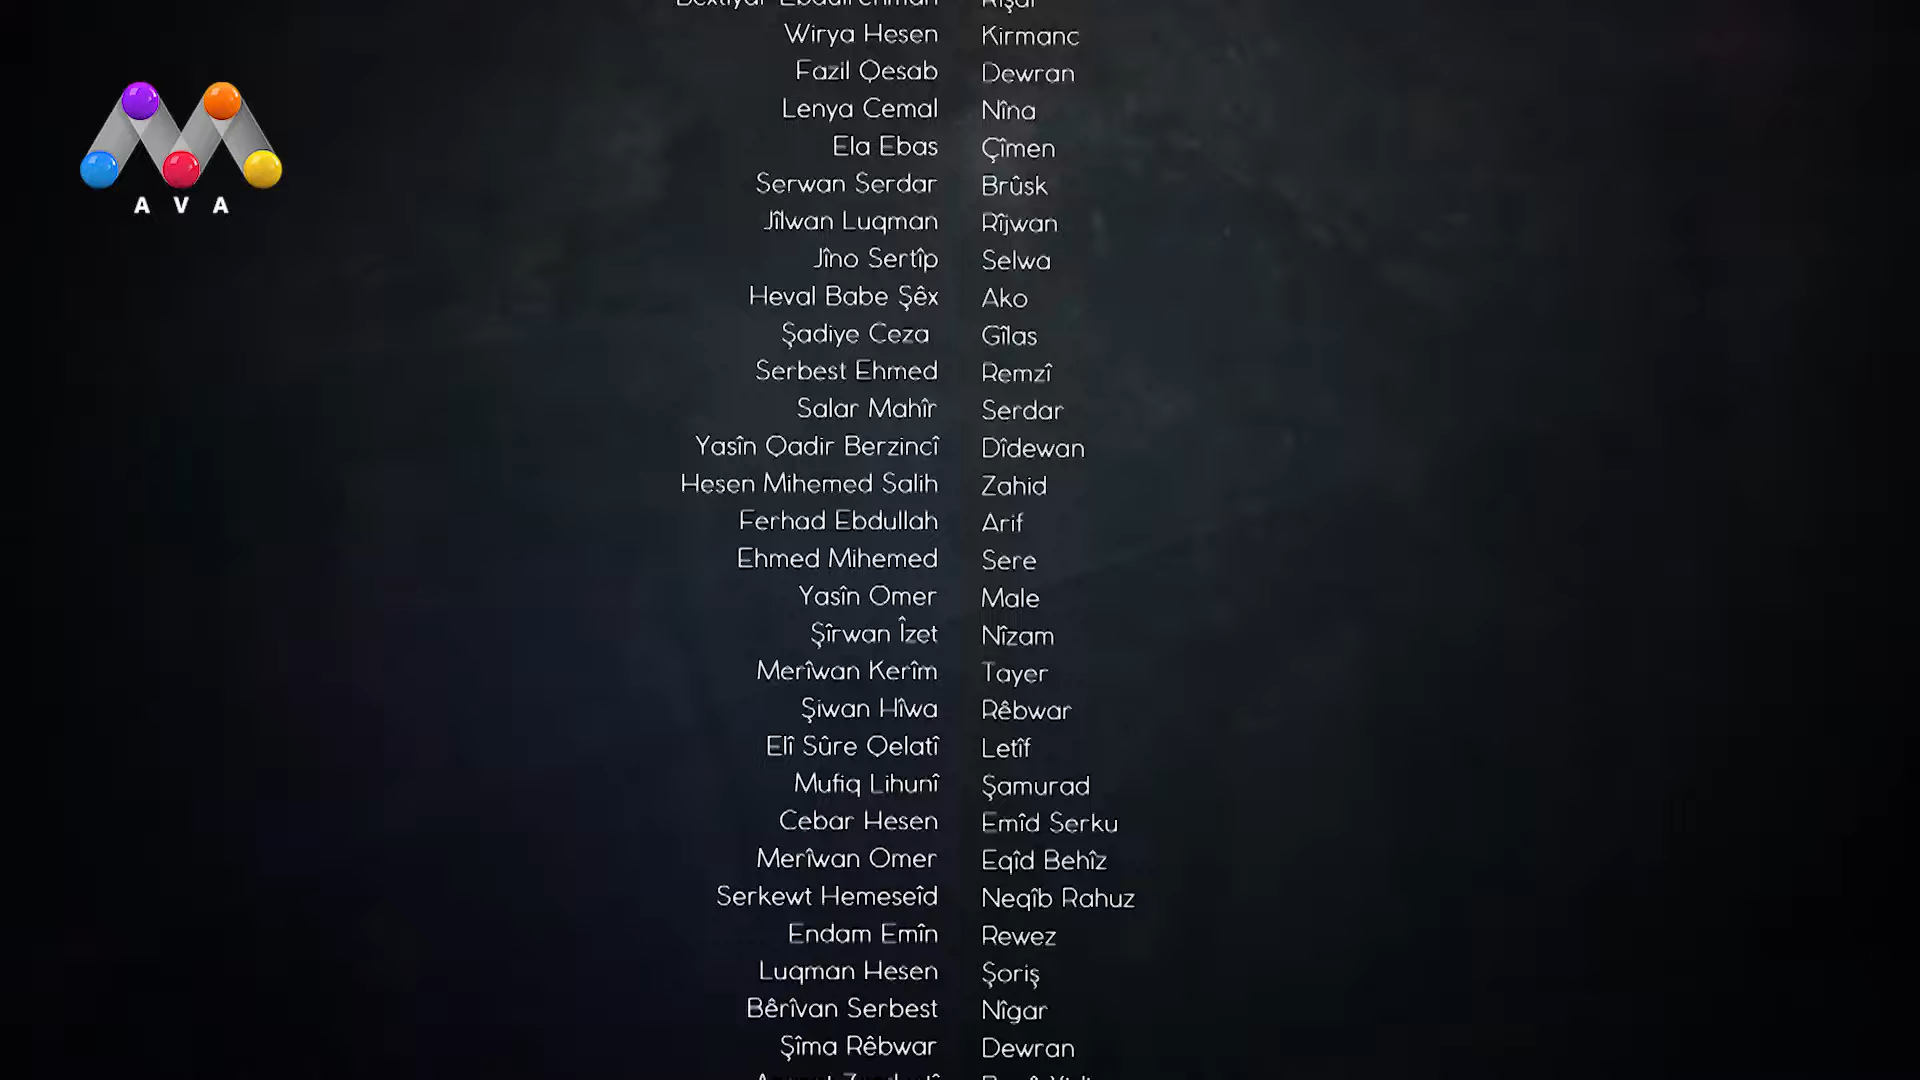 Wirya Hesen Kirmanc
Fazil Qesab Dewran
Lenya Cemal Nîna
Ela Ebas Çîmen
Serwan Serdar Brûsk
Jîlwan Luqman Rîjwan
Jîno Sertîp Selwa
Heval Babe Şêx Ako
Şadiye Ceza Gîlas
Serbest Ehmed Remzî
Salar Mahîr Serdar
Yasîn Qadir Berzincî Dîdewan
Hesen Mihemed Salih Zahid
Ferhad Ebdullah Arif
Ehmed Mihemed Sere
Yasîn Omer Male
Şîrwan Îzet Nîzam
Merîwan Kerîm Tayer
Şiwan Hîwa Rêbwar
Elî Sûre Qelatî Letîf
Mufiq Lihunî Şamurad
Cebar Hesen Emîd Serku
Merîwan Omer Eqîd Behîz
Serkewt Hemeseîd Neqîb Rahuz
Endam Emîn Rewez
Luqman Hesen Şoriş
Bêrîvan Serbest Nîgar
Şîma Rêbwar Dewran
AVA